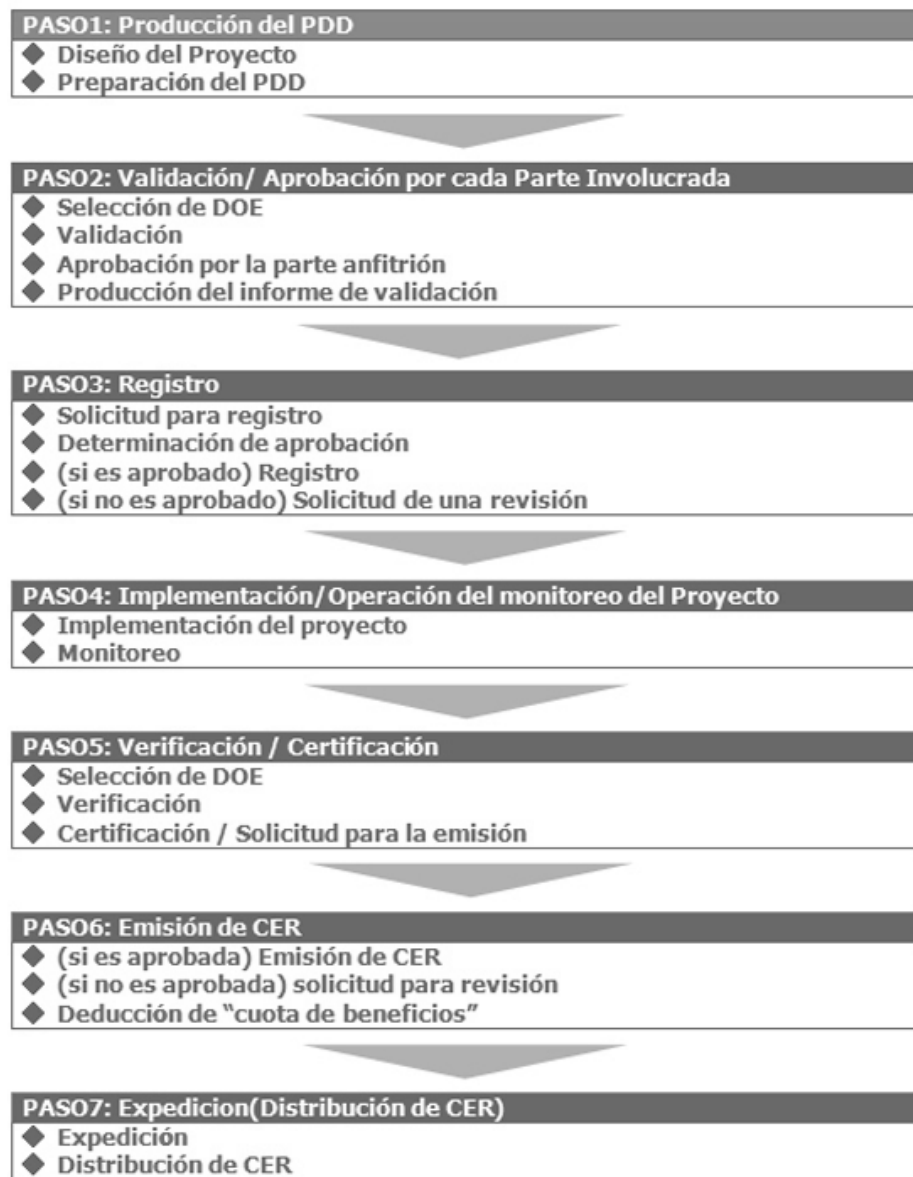 PASO1: Producción del PDD
◆ Diseño del Proyecto
◆ Preparación del PDD
PASO2: Validación/ Aprobación por cada Parte Involucrada
◆ Selección de DOE
◆ Validación
◆ Aprobación por la parte anfitrión
◆ Producción del informe de validación
PASO3: Registro
◆ Solicitud para registro
◆ Determinación de aprobación
◆ (si es aprobado) Registro
◆ (si no es aprobado) Solicitud de una revisión
PASO4: Implementación/Operación del monitoreo del Proyecto
◆ Implementación del proyecto
◆ Monitoreo
PASO5: Verificación / Certificación
◆ Selección de DOE
◆ Verificación
◆ Certificación / Solicitud para la emisión
PASO6: Emisión de CER
◆ (si es aprobada) Emisión de CER
◆ (si no es aprobada) solicitud para revisión
◆ Deducción de “cuota de beneficios”
PASO7: Expedicion(Distribución de CER)
◆ Expedición
◆ Distribución de CER